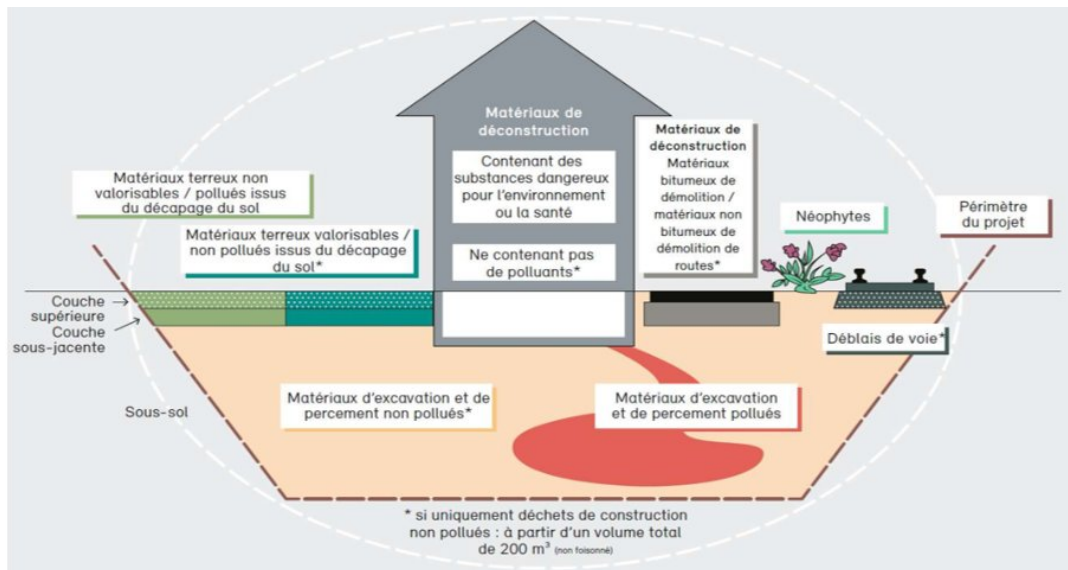 Matériaux de
déconstruction
Contenant des
substances dangereux
pour l'environnement
ou la santé
Ne contenant pas
de polluants*
Matériaux de
déconstruction
Matériaux
bitumeux de
démolition /
matériaux non
bitumeux de
démolition de
routes*
Matériaux terreux non
valorisables / pollués issus
du décapage du sol
Matériaux terreux valorisables /
non pollués issus du décapage
du sol*
Néophytes
Périmètre
du projet
Couche
supérieure
Couche
sous-jacente
Déblais de voie*
Sous-sol
Matériaux d'excavation et de
percement non pollués*
Matériaux d'excavation
et de percement pollués
* si uniquement déchets de construction
non pollués : à partir d'un volume total
de 200 m³ (non foisonné)